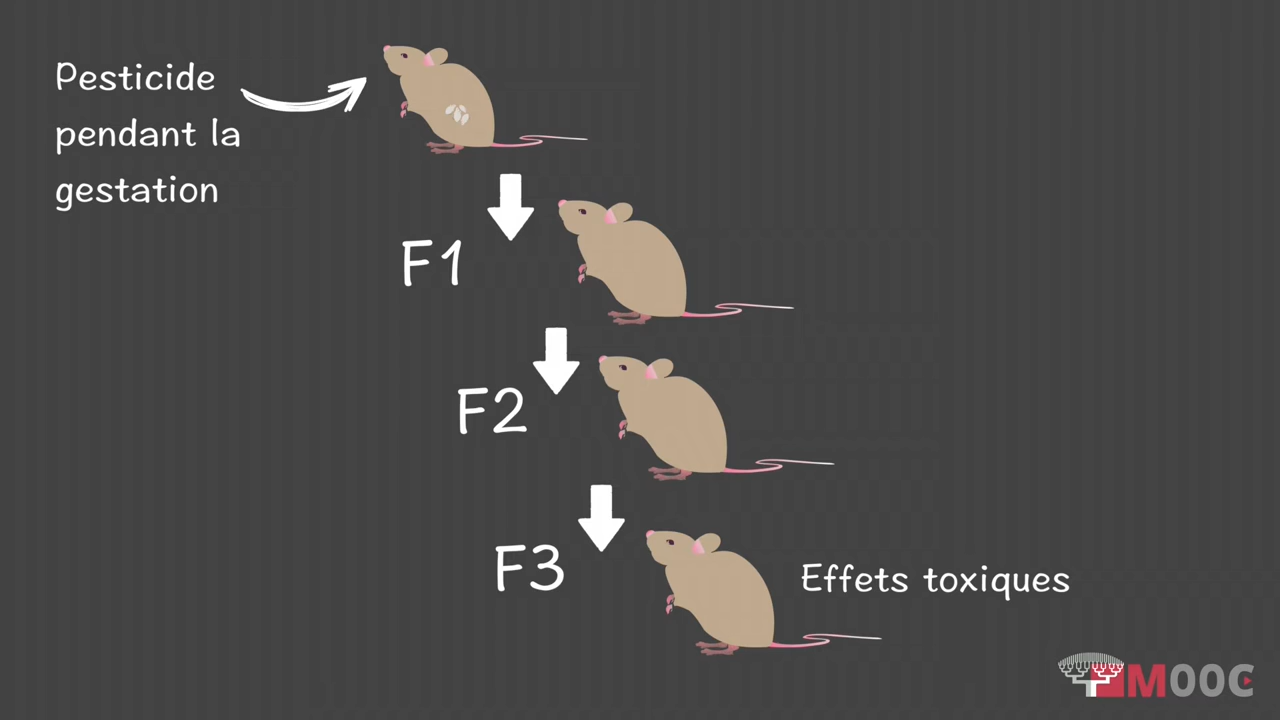 Pesticide
pendant la
gestation
F1
F2
F3
Effets toxiques
MOOC